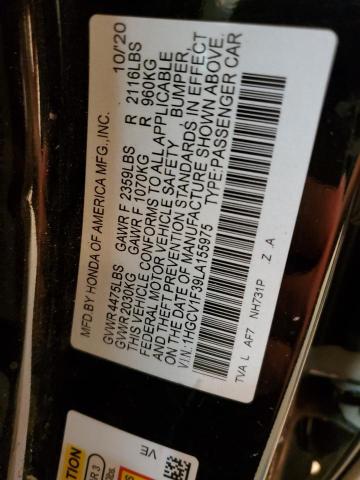 MFD BY HONDA OF AMERICA MFG.,INC. 10/'20
GVWR 4475LBS GAWR F 2359LBS R 2116LBS
GVWR 2030KG GAWR F 1070KG R 960KG
THIS VEHICLE CONFORMS TO ALL APPLICABLE
FEDERAL MOTOR VEHICLE SAFETY BUMPER,
AND THEFT PREVENTION STANDARDS IN EFFECT
ON THE DATE OF MANUFACTURE SHOWN ABOVE.
V.I.N.:1HGCV1F39LA155975 TYPE:PASSENGER CAR
TVA L AF7 NH731P Z A
VE